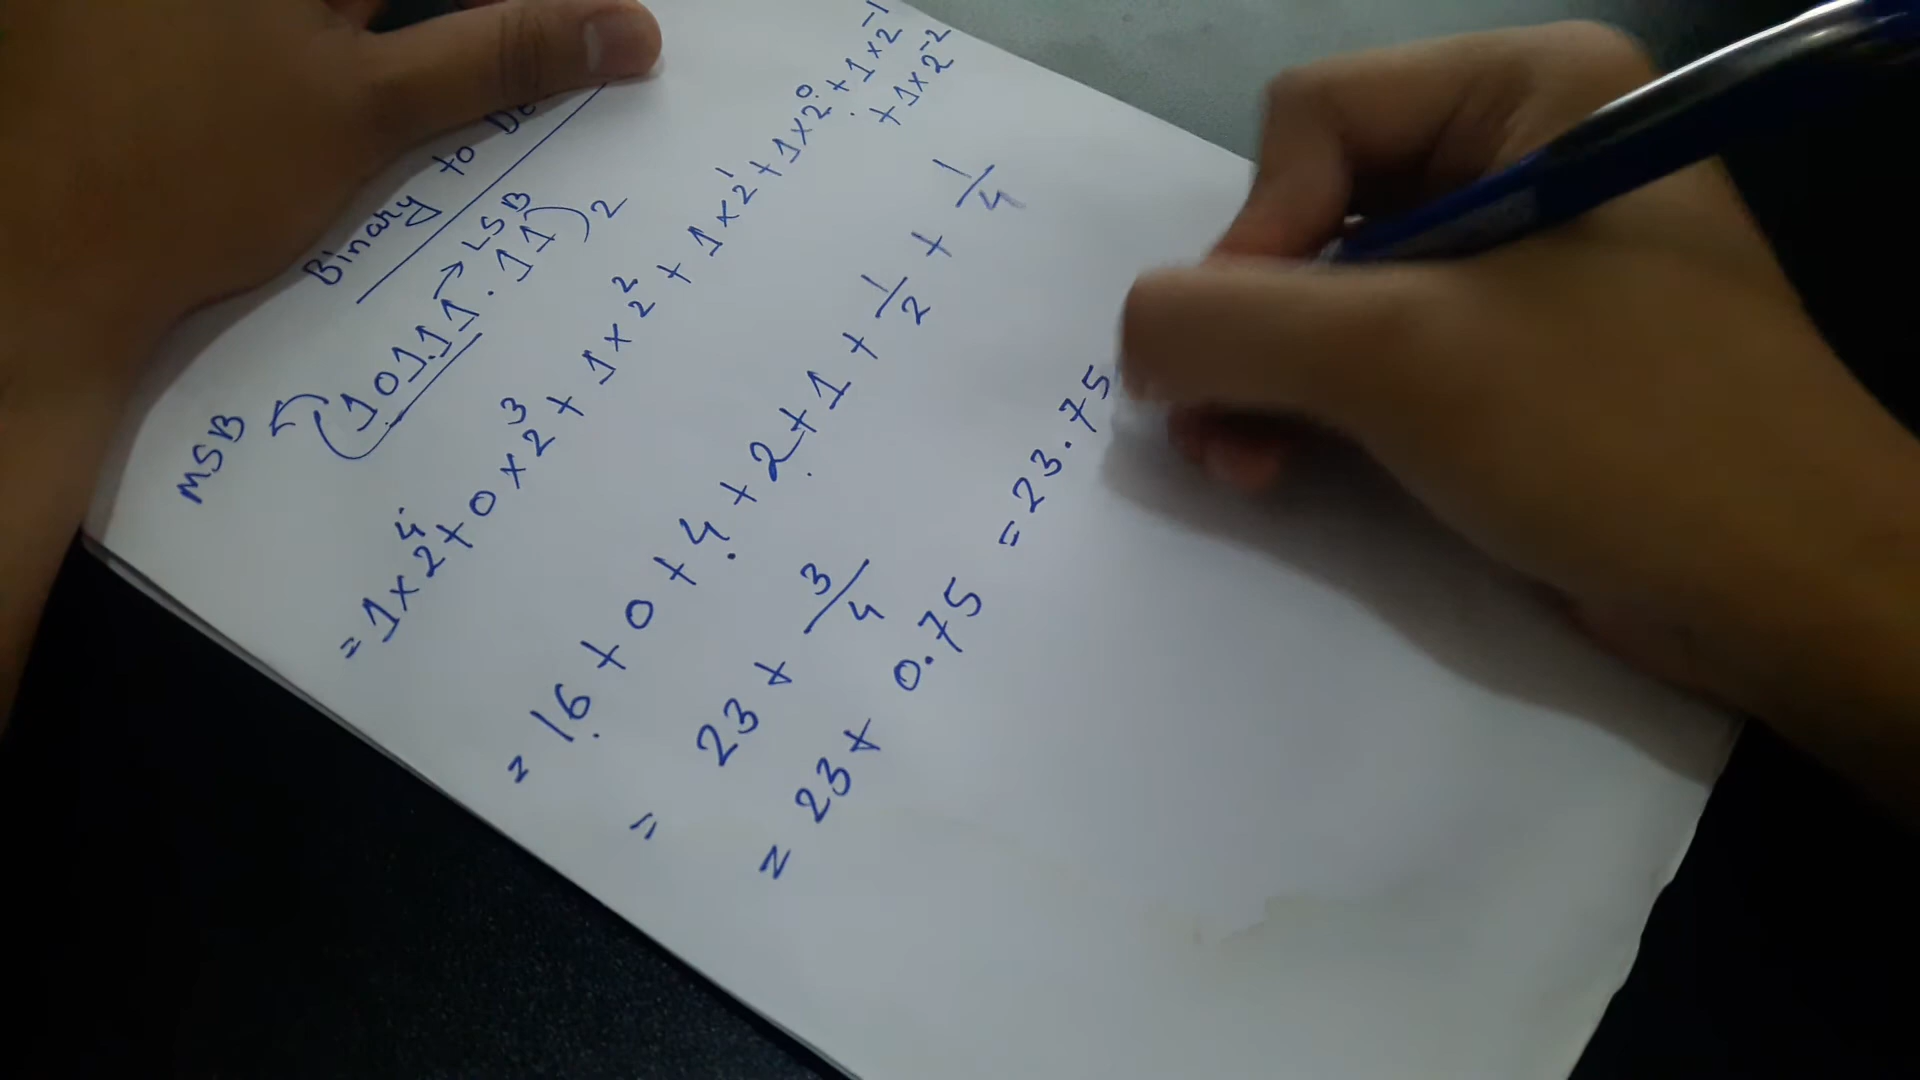 Binary to De
MSB (10111.11)₂ → LSB
= 1×2⁴ + 0×2³ + 1×2² + 1×2¹ + 1×2⁰ + 1×2⁻¹
+ 1×2⁻²
= 16 + 0 + 4 + 2 + 1 + 1/2 + 1/4
= 23 + 3/4
= 23 + 0.75 = 23.75